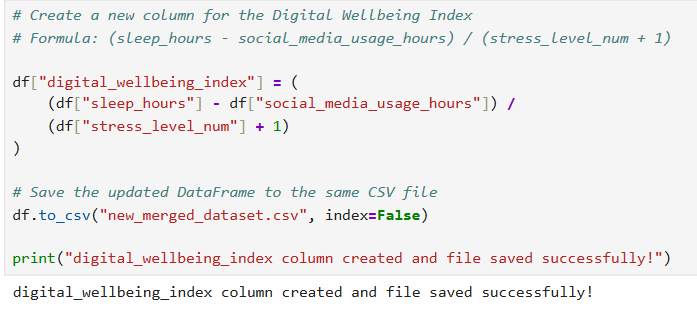 # Create a new column for the Digital Wellbeing Index
# Formula: (sleep_hours - social_media_usage_hours) / (stress_level_num + 1)
df["digital_wellbeing_index"] = (
    (df["sleep_hours"] - df["social_media_usage_hours"]) /
    (df["stress_level_num"] + 1)
)
# Save the updated DataFrame to the same CSV file
df.to_csv("new_merged_dataset.csv", index=False)
print("digital_wellbeing_index column created and file saved successfully!")
digital_wellbeing_index column created and file saved successfully!